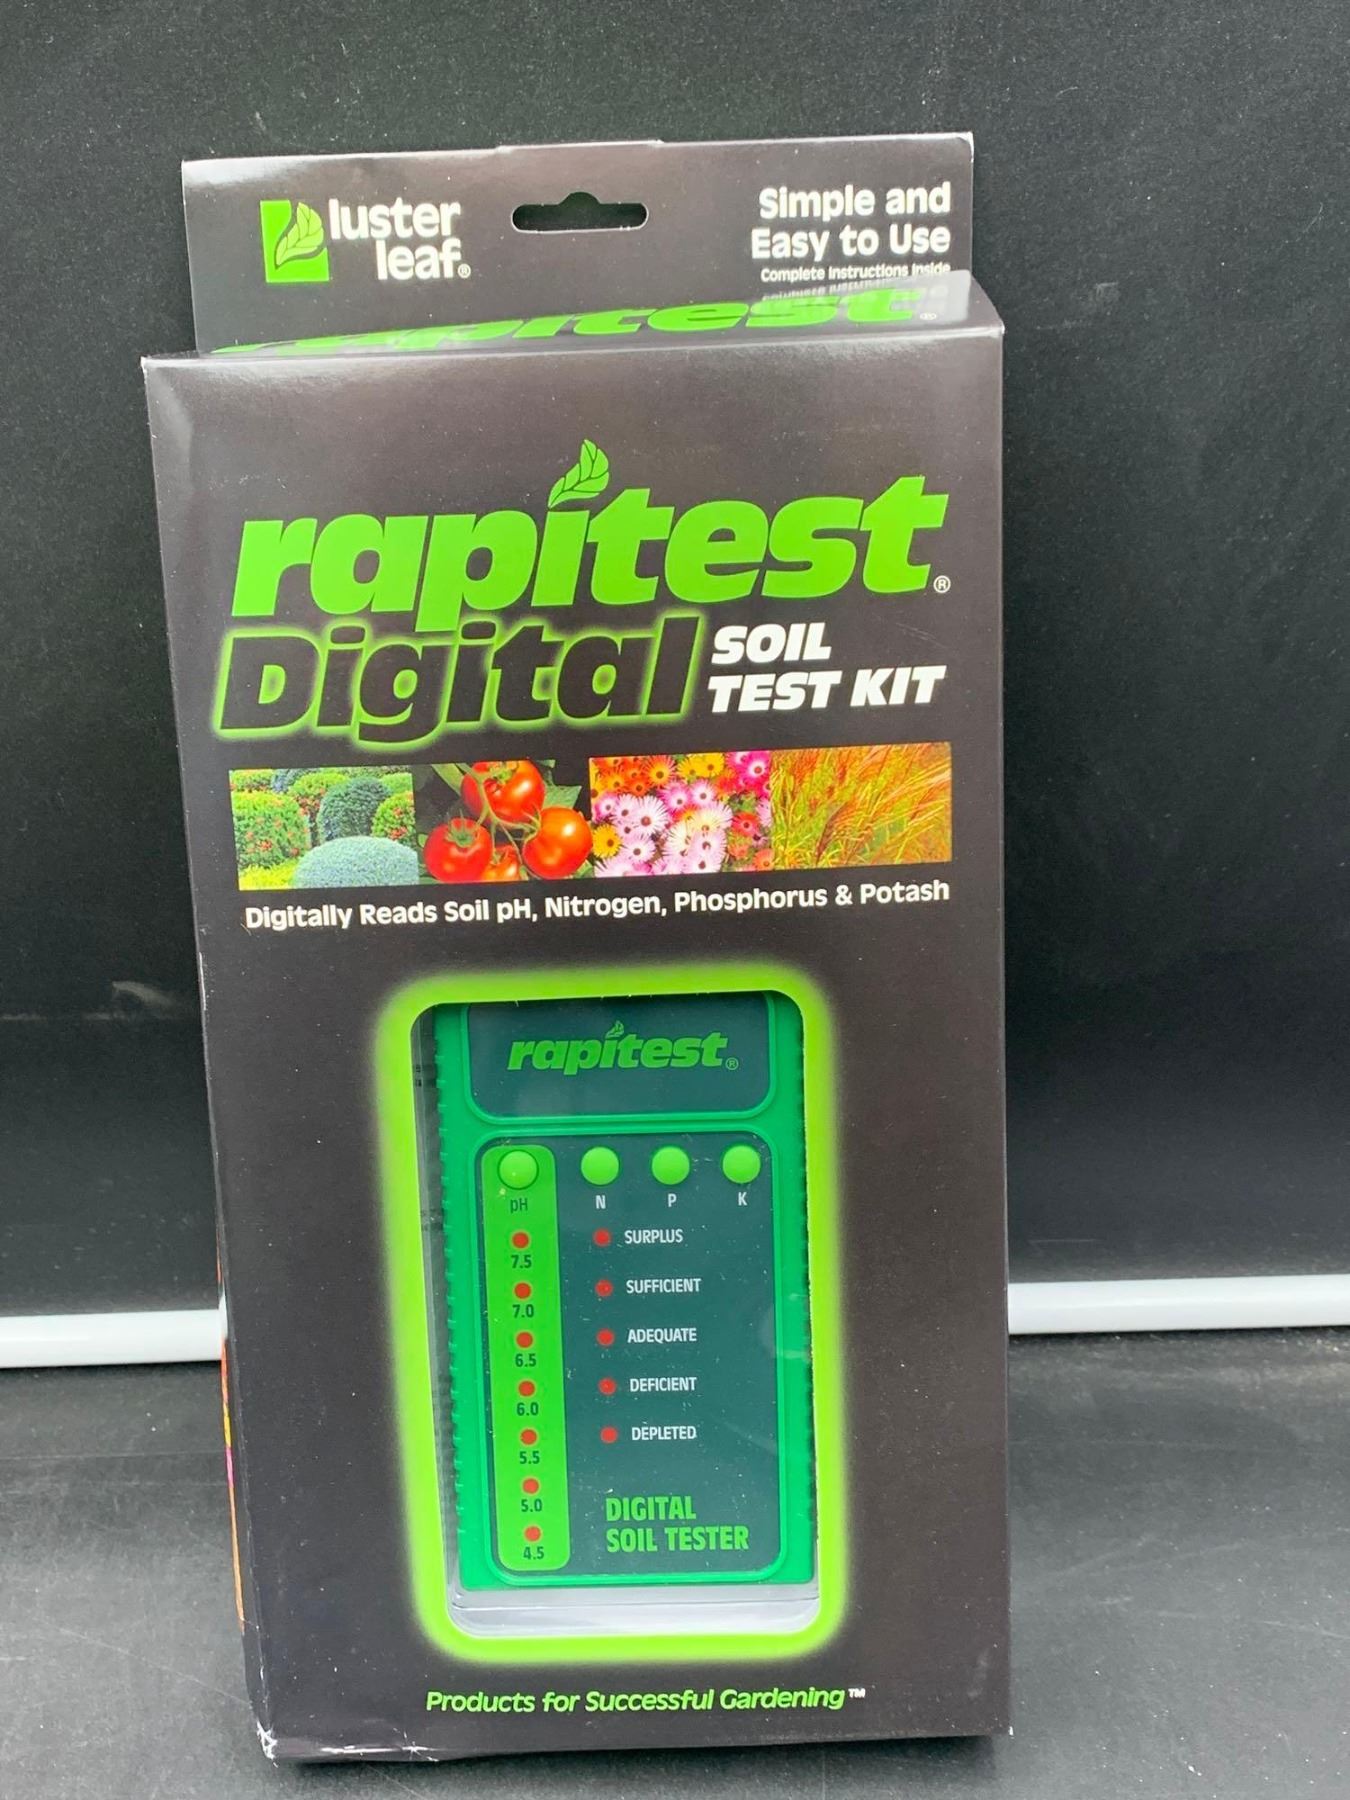 luster
leaf®
Simple and
Easy to Use
Complete Instructions Inside
rapitest®
rapitest®
Digital SOIL
TEST KIT
Digitally Reads Soil pH, Nitrogen, Phosphorus & Potash
rapitest®
pH N P K
7.5 SURPLUS
7.0 SUFFICIENT
6.5 ADEQUATE
6.0 DEFICIENT
5.5 DEPLETED
5.0
4.5
DIGITAL
SOIL TESTER
Products for Successful Gardening™